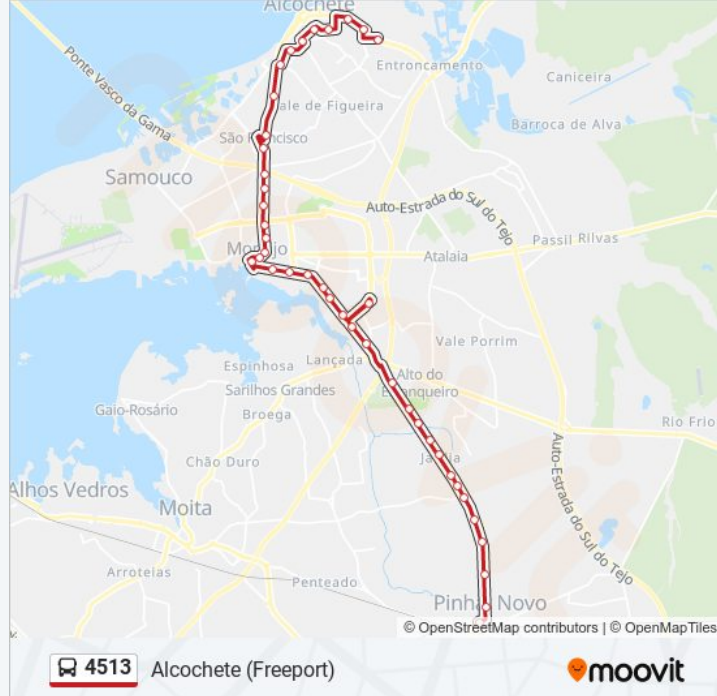 Alcochete
Entroncamento
Ponte Vasco da Gama
Caniceira
Vale de Figueira
Barroca de Alva
São Francisco
Samouco
Auto-Estrada do Sul do Tejo
Passil Rilvas
Montijo
Atalaia
Vale Porrim
Lançada
Espinhosa
Alto do
Estanqueiro
Sarilhos Grandes
Gaio-Rosário
Broega
Rio Frio
Jardia
Chão Duro
Auto-Estrada do Sul do Tejo
Alhos Vedros
Moita
Arroteias
Penteado
Pinhal Novo
© OpenStreetMap contributors | © OpenMapTiles
4513 Alcochete (Freeport)
moovit